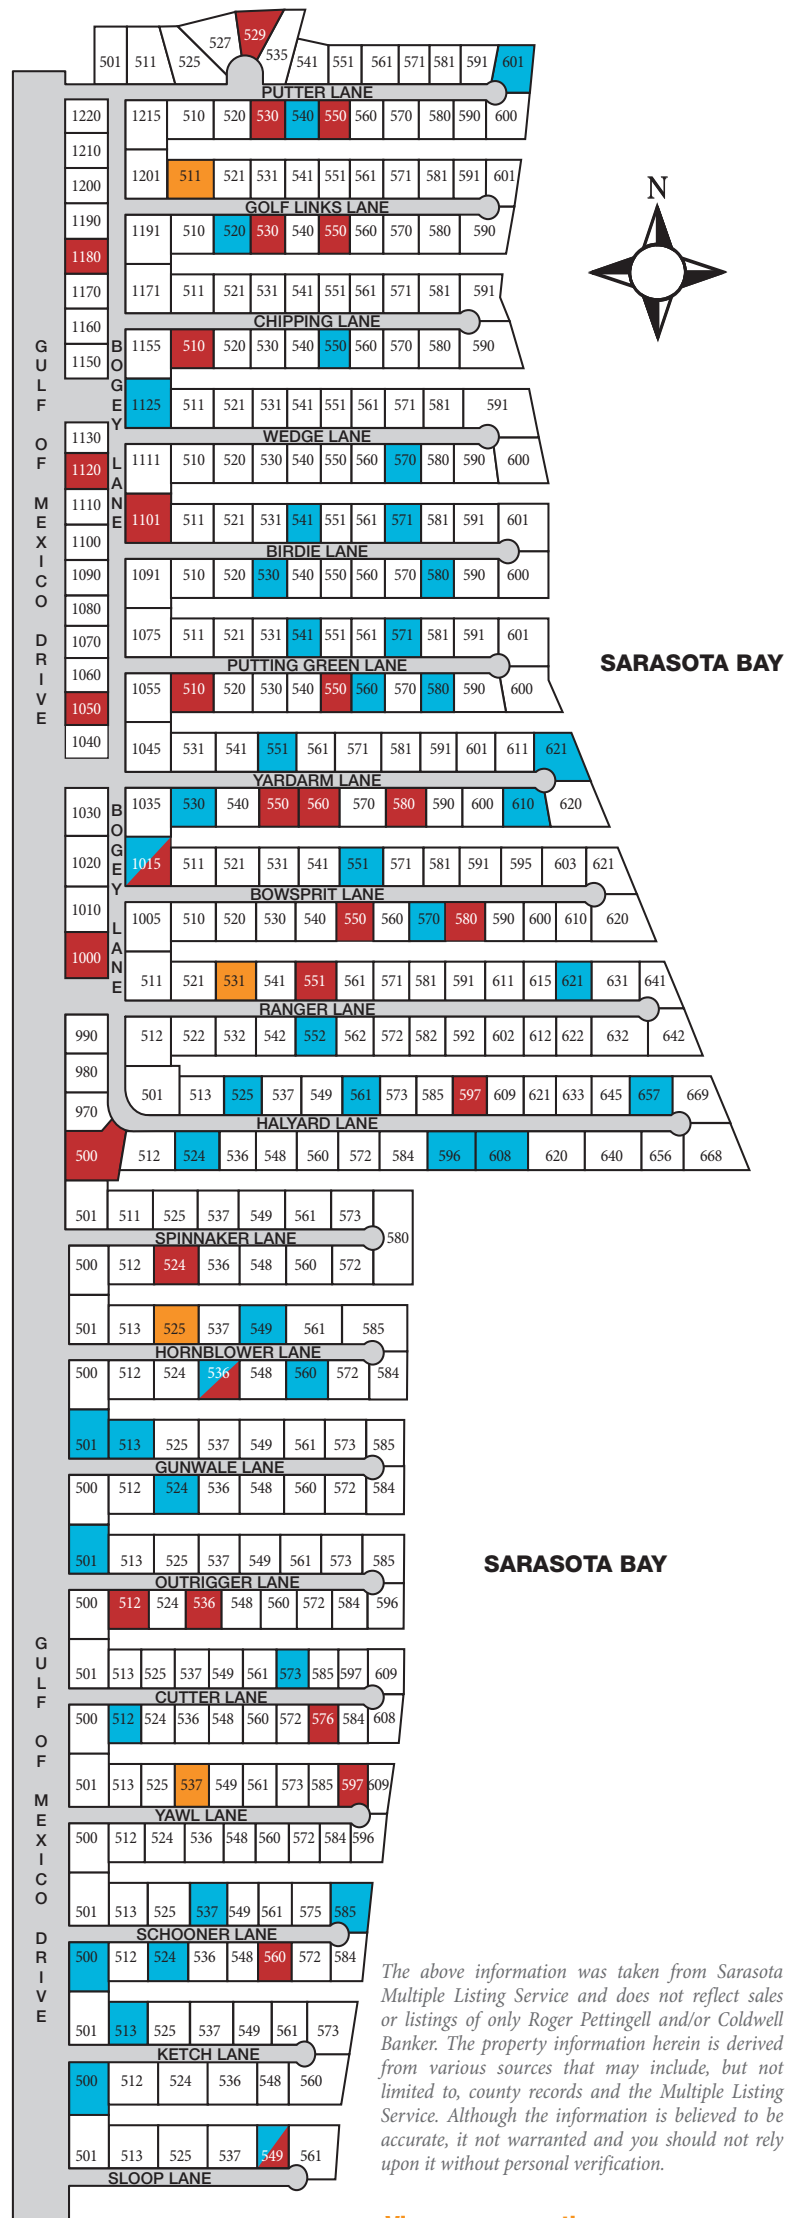 501 511 525 527 529 535 541 551 561 571 581 591 601
PUTTER LANE
1220 1215 510 520 530 540 550 560 570 580 590 600
1210
1200 1201 511 521 531 541 551 561 571 581 591 601
GOLF LINKS LANE
1190 1191 510 520 530 540 550 560 570 580 590
1180
1170 1171 511 521 531 541 551 561 571 581 591
CHIPPING LANE
1160
1150 1155 510 520 530 540 550 560 570 580 590
1125 511 521 531 541 551 561 571 581 591
WEDGE LANE
1130
1120 1111 510 520 530 540 550 560 570 580 590 600
1110 1101 511 521 531 541 551 561 571 581 591 601
BIRDIE LANE
1100
1090 1091 510 520 530 540 550 560 570 580 590 600
1080
1070 1075 511 521 531 541 551 561 571 581 591 601
PUTTING GREEN LANE
1060
1050 1055 510 520 530 540 550 560 570 580 590 600
1040 1045 531 541 551 561 571 581 591 601 611 621
YARDARM LANE
1030 1035 530 540 550 560 570 580 590 600 610 620
1020 1015 511 521 531 541 551 571 581 591 595 603 621
BOWSPRIT LANE
1010 1005 510 520 530 540 550 560 570 580 590 600 610 620
1000 511 521 531 541 551 561 571 581 591 611 615 621 631 641
RANGER LANE
990 512 522 532 542 552 562 572 582 592 602 612 622 632 642
980
970 501 513 525 537 549 561 573 585 597 609 621 633 645 657 669
HALYARD LANE
500 512 524 536 548 560 572 584 596 608 620 640 656 668
501 511 525 537 549 561 573 580
SPINNAKER LANE
500 512 524 536 548 560 572
501 513 525 537 549 561 585
HORNBLOWER LANE
500 512 524 536 548 560 572 584
501 513 525 537 549 561 573 585
GUNWALE LANE
500 512 524 536 548 560 572 584
501 513 525 537 549 561 573 585
OUTRIGGER LANE
500 512 524 536 548 560 572 584 596
501 513 525 537 549 561 573 585 597 609
CUTTER LANE
500 512 524 536 548 560 572 576 584 608
501 513 525 537 549 561 573 585 597 609
YAWL LANE
500 512 524 536 548 560 572 584 596
501 513 525 537 549 561 575 585
SCHOONER LANE
500 512 524 536 548 560 572 584
501 513 525 537 549 561 573
KETCH LANE
500 512 524 536 548 560
501 513 525 537 549 561
SLOOP LANE
GULF OF MEXICO DRIVE
BOGEY LANE
BOGEY LANE
GULF OF MEXICO DRIVE
N
SARASOTA BAY
SARASOTA BAY
The above information was taken from Sarasota
Multiple Listing Service and does not reflect sales
or listings of only Roger Pettingell and/or Coldwell
Banker. The property information herein is derived
from various sources that may include, but not
limited to, county records and the Multiple Listing
Service. Although the information is believed to be
accurate, it not warranted and you should not rely
upon it without personal verification.